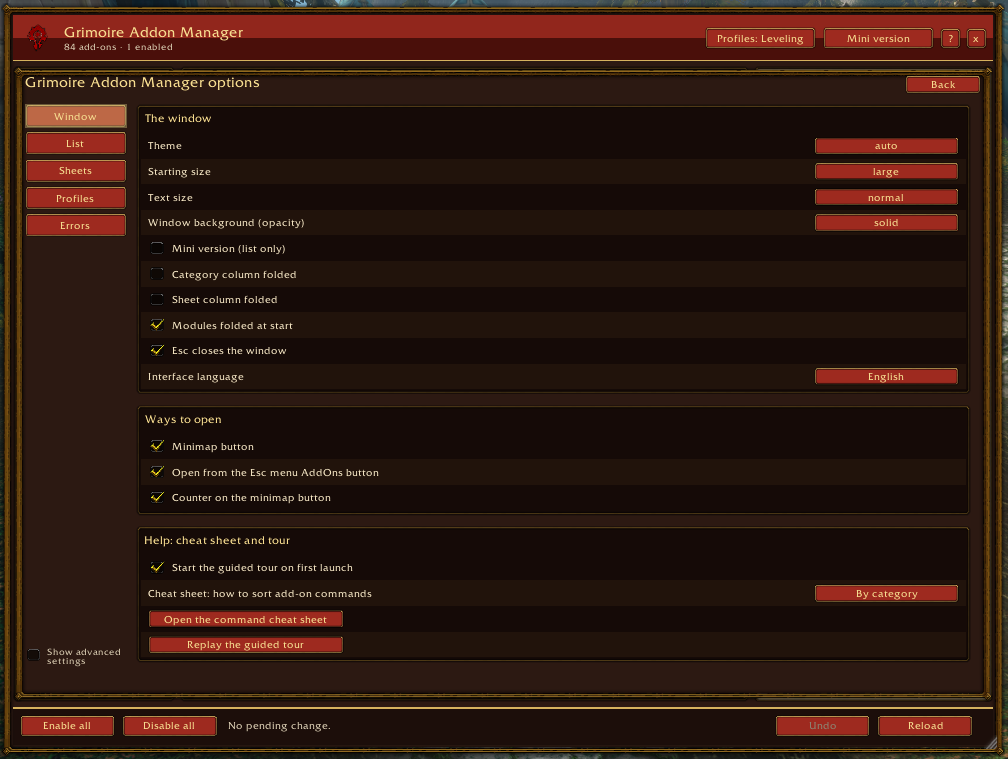 Grimoire Addon Manager
84 add-ons · 1 enabled
Profiles: Leveling
Mini version
?
x
Grimoire Addon Manager options
Back
Window
List
Sheets
Profiles
Errors
The window
Theme
auto
Starting size
large
Text size
normal
Window background (opacity)
solid
Mini version (list only)
Category column folded
Sheet column folded
Modules folded at start
Esc closes the window
Interface language
English
Ways to open
Minimap button
Open from the Esc menu AddOns button
Counter on the minimap button
Help: cheat sheet and tour
Start the guided tour on first launch
Cheat sheet: how to sort add-on commands
By category
Open the command cheat sheet
Replay the guided tour
Show advanced
settings
Enable all
Disable all
No pending change.
Undo
Reload